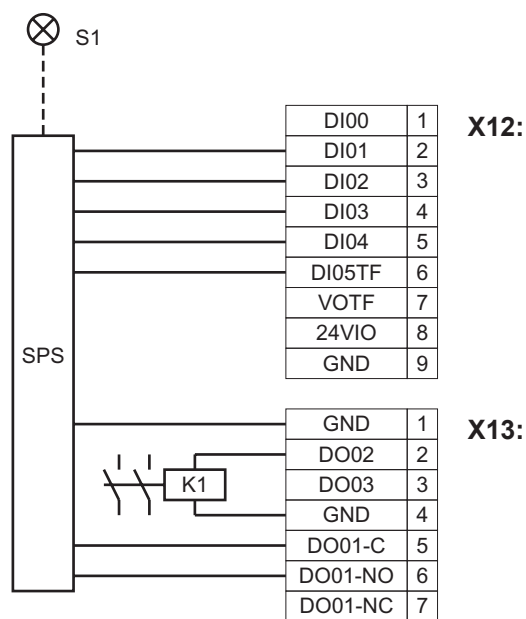 S1
DI00 1 X12:
DI01 2
DI02 3
DI03 4
DI04 5
DI05TF 6
VOTF 7
24VIO 8
SPS
GND 9
GND 1 X13:
DO02 2
K1
DO03 3
GND 4
DO01-C 5
DO01-NO 6
DO01-NC 7